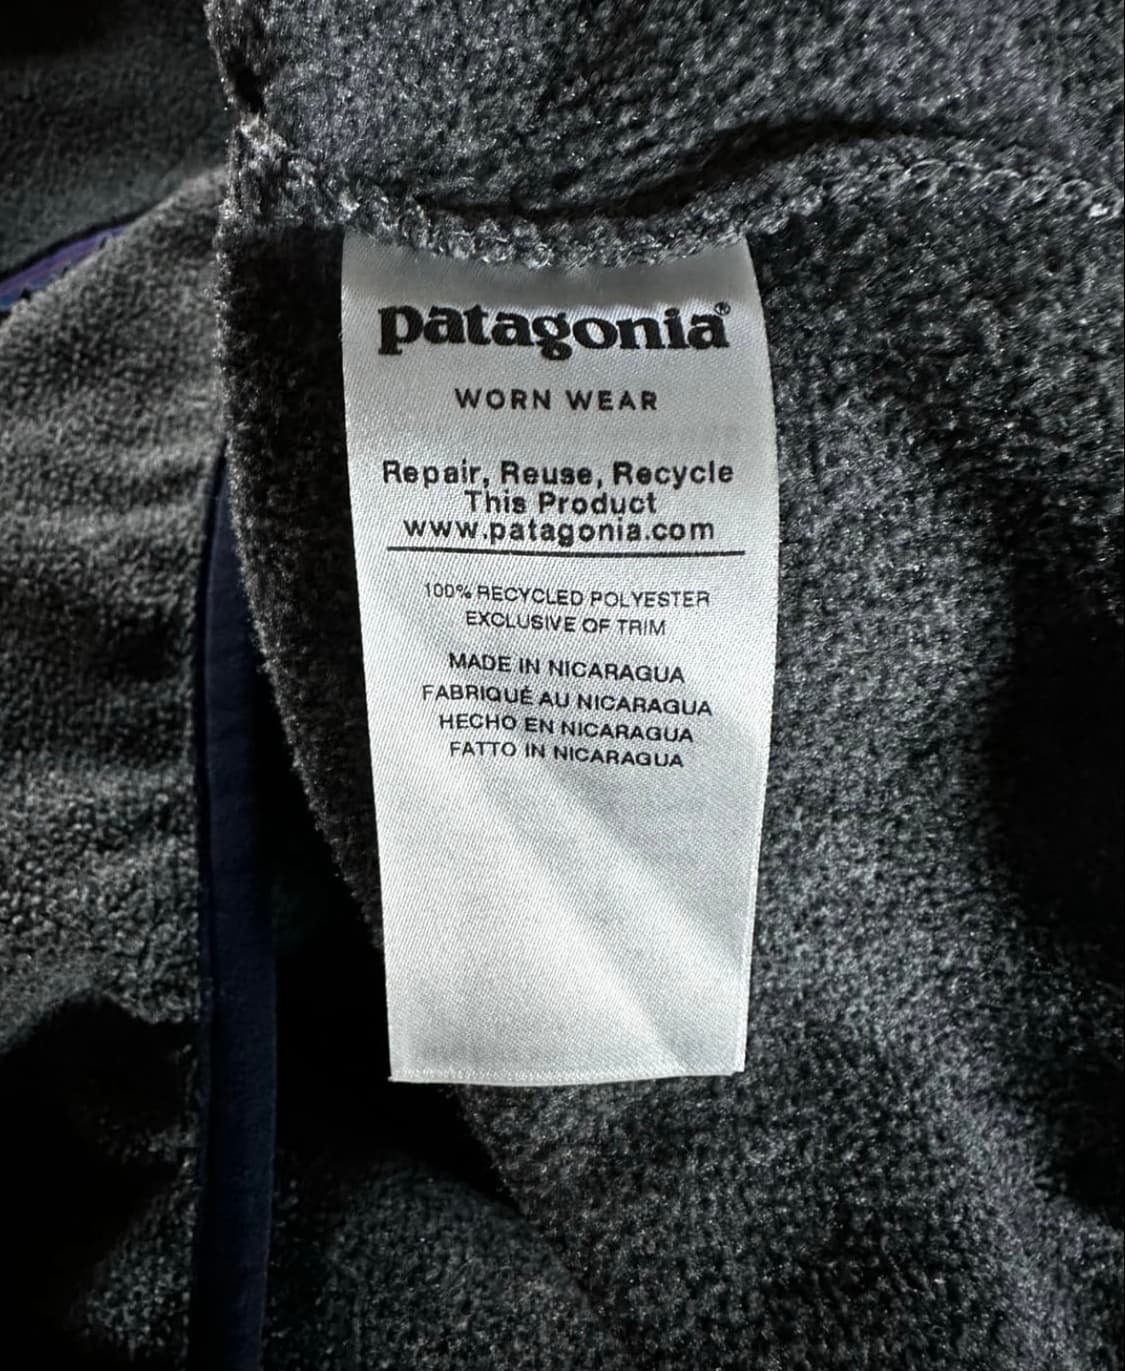 patagonia®
WORN WEAR
Repair, Reuse, Recycle
This Product
www.patagonia.com
100% RECYCLED POLYESTER
EXCLUSIVE OF TRIM
MADE IN NICARAGUA
FABRIQUÉ AU NICARAGUA
HECHO EN NICARAGUA
FATTO IN NICARAGUA